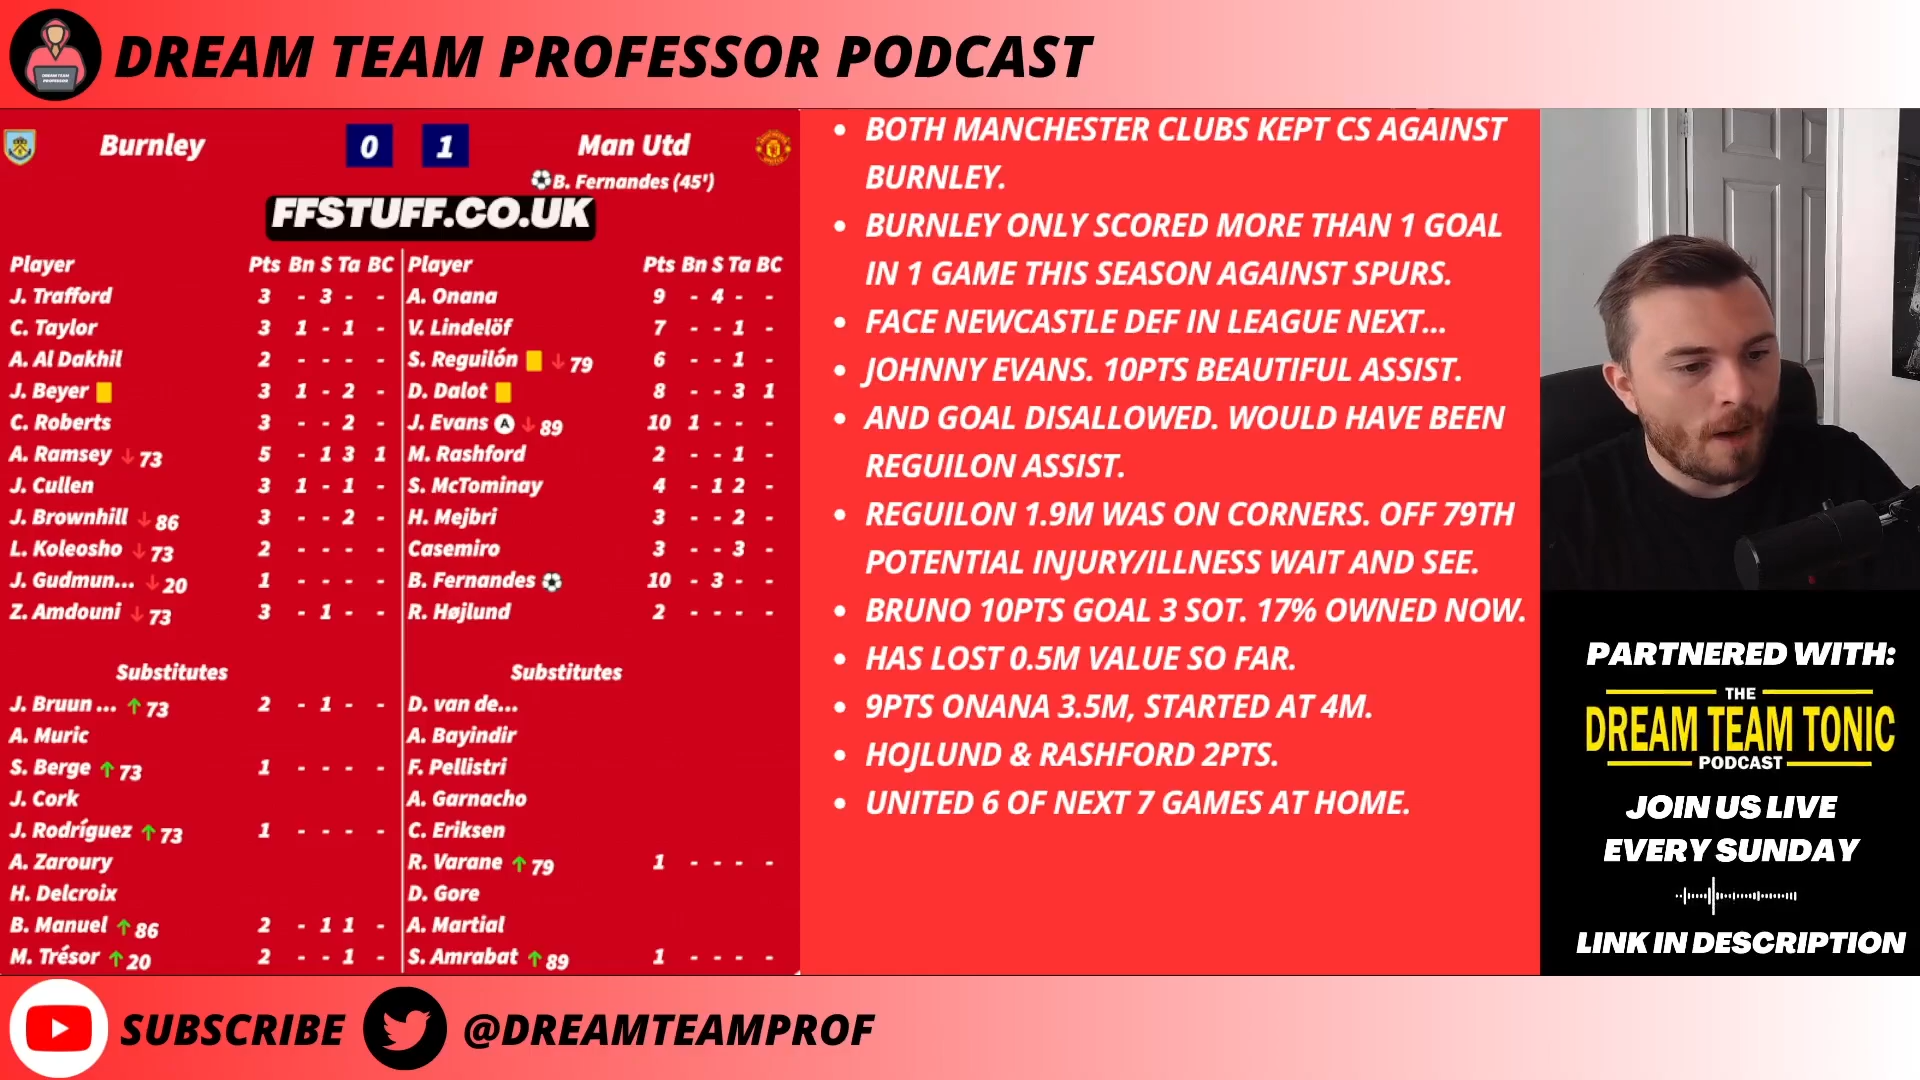 DREAM TEAM PROFESSOR PODCAST
DREAM TEAM
PROFESSOR
Burnley 0 1 Man Utd
B. Fernandes (45')
FFSTUFF.CO.UK
Player Pts Bn S Ta BC Player Pts Bn S Ta BC
J. Trafford 3 - 3 - - A. Onana 9 - 4 - -
C. Taylor 3 1 - 1 - V. Lindelöf 7 - - 1 -
A. Al Dakhil 2 - - - - S. Reguilón 79 6 - - 1 -
J. Beyer 3 1 - 2 - D. Dalot 8 - - 3 1
C. Roberts 3 - - 2 - J. Evans A 89 10 1 - - -
A. Ramsey 73 5 - 1 3 1 M. Rashford 2 - - 1 -
J. Cullen 3 1 - 1 - S. McTominay 4 - 1 2 -
J. Brownhill 86 3 - - 2 - H. Mejbri 3 - - 2 -
L. Koleosho 73 2 - - - - Casemiro 3 - - 3 -
J. Gudmun... 20 1 - - - - B. Fernandes 10 - 3 - -
Z. Amdouni 73 3 - 1 - - R. Højlund 2 - - - -
Substitutes Substitutes
J. Bruun ... 73 2 - 1 - - D. van de...
A. Muric A. Bayindir
S. Berge 73 1 - - - - F. Pellistri
J. Cork A. Garnacho
J. Rodríguez 73 1 - - - - C. Eriksen
A. Zaroury R. Varane 79 1 - - - -
H. Delcroix D. Gore
B. Manuel 86 2 - 1 1 - A. Martial
M. Trésor 20 2 - - 1 - S. Amrabat 89 1 - - - -
• BOTH MANCHESTER CLUBS KEPT CS AGAINST
BURNLEY.
• BURNLEY ONLY SCORED MORE THAN 1 GOAL
IN 1 GAME THIS SEASON AGAINST SPURS.
• FACE NEWCASTLE DEF IN LEAGUE NEXT...
• JOHNNY EVANS. 10PTS BEAUTIFUL ASSIST.
• AND GOAL DISALLOWED. WOULD HAVE BEEN
REGUILON ASSIST.
• REGUILON 1.9M WAS ON CORNERS. OFF 79TH
POTENTIAL INJURY/ILLNESS WAIT AND SEE.
• BRUNO 10PTS GOAL 3 SOT. 17% OWNED NOW.
• HAS LOST 0.5M VALUE SO FAR.
• 9PTS ONANA 3.5M, STARTED AT 4M.
• HOJLUND & RASHFORD 2PTS.
• UNITED 6 OF NEXT 7 GAMES AT HOME.
PARTNERED WITH:
THE
DREAM TEAM TONIC
PODCAST
JOIN US LIVE
EVERY SUNDAY
LINK IN DESCRIPTION
SUBSCRIBE @DREAMTEAMPROF